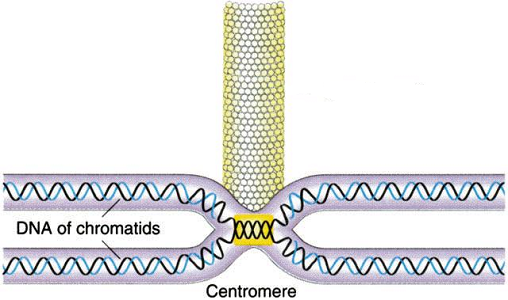 DNA of chromatids
Centromere